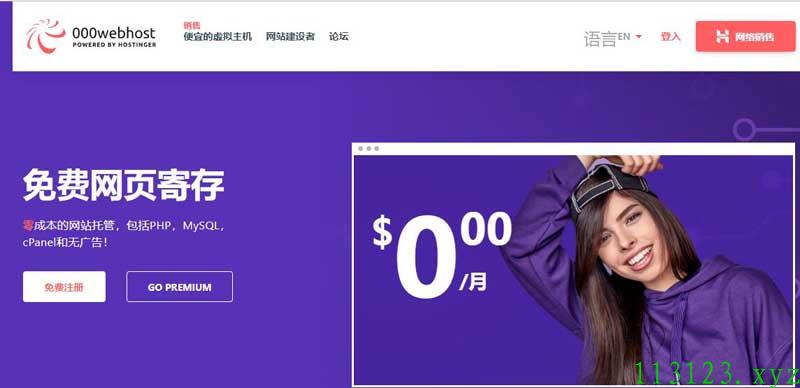 000webhost
POWERED BY HOSTINGER
销售
便宜的虚拟主机
网站建设者
论坛
语言EN
登入
网络销售
免费网页寄存
零成本的网站托管，包括PHP，MySQL，
cPanel和无广告！
免费注册
GO PREMIUM
$000
/月
113123.xyz